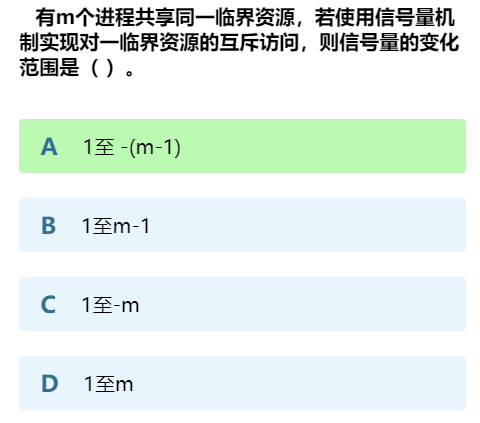 有m个进程共享同一临界资源，若使用信号量机
制实现对一临界资源的互斥访问，则信号量的变化
范围是（ ）。
A 1至 -(m-1)
B 1至m-1
C 1至-m
D 1至m